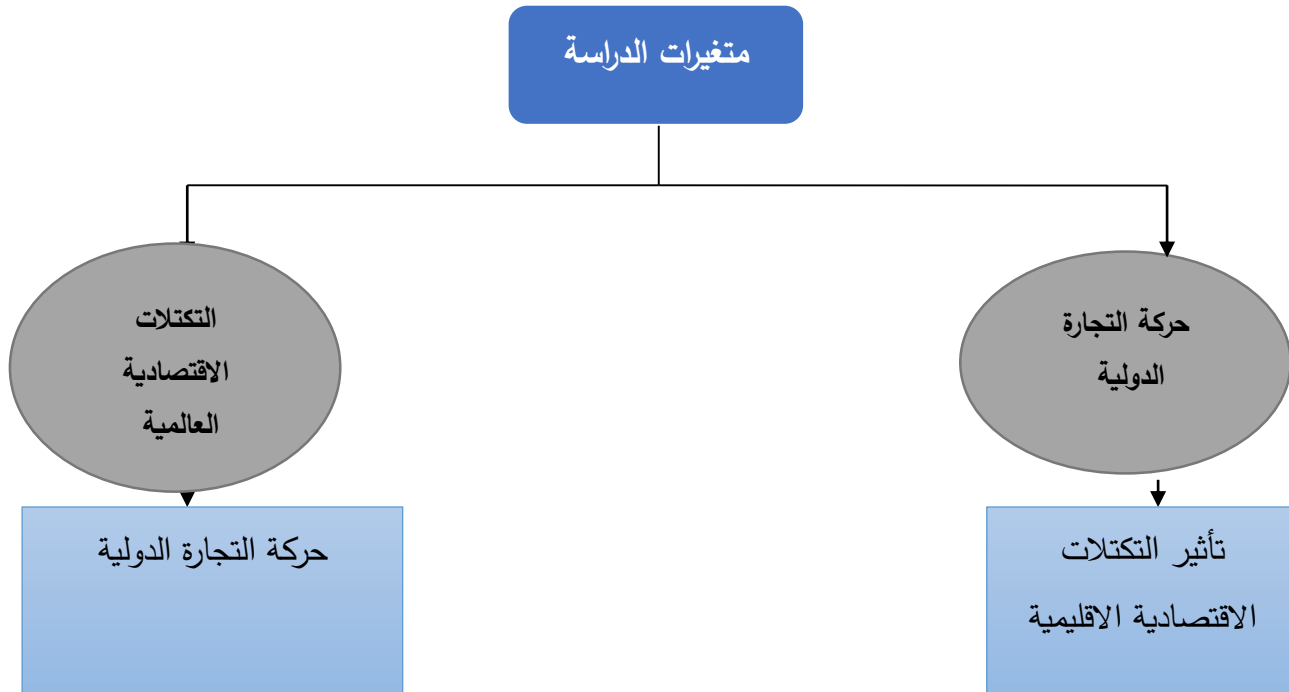 متغيرات الدراسة
حركة التجارة
الدولية
التكتلات
الاقتصادية
العالمية
تأثير التكتلات
الاقتصادية الاقليمية
حركة التجارة الدولية